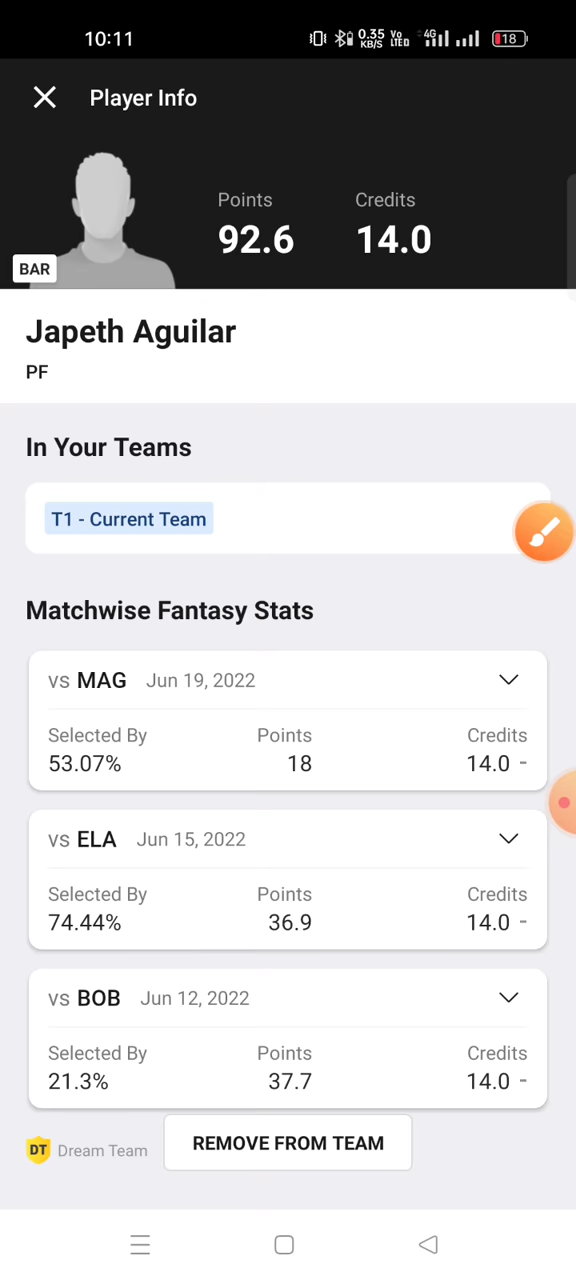 10:11 0.35 KB/S Vo LTED 4G 18
Player Info
Points Credits
92.6 14.0
BAR
Japeth Aguilar
PF
In Your Teams
T1 - Current Team
Matchwise Fantasy Stats
vs MAG Jun 19, 2022
Selected By Points Credits
53.07% 18 14.0 -
vs ELA Jun 15, 2022
Selected By Points Credits
74.44% 36.9 14.0 -
vs BOB Jun 12, 2022
Selected By Points Credits
21.3% 37.7 14.0 -
DT Dream Team REMOVE FROM TEAM